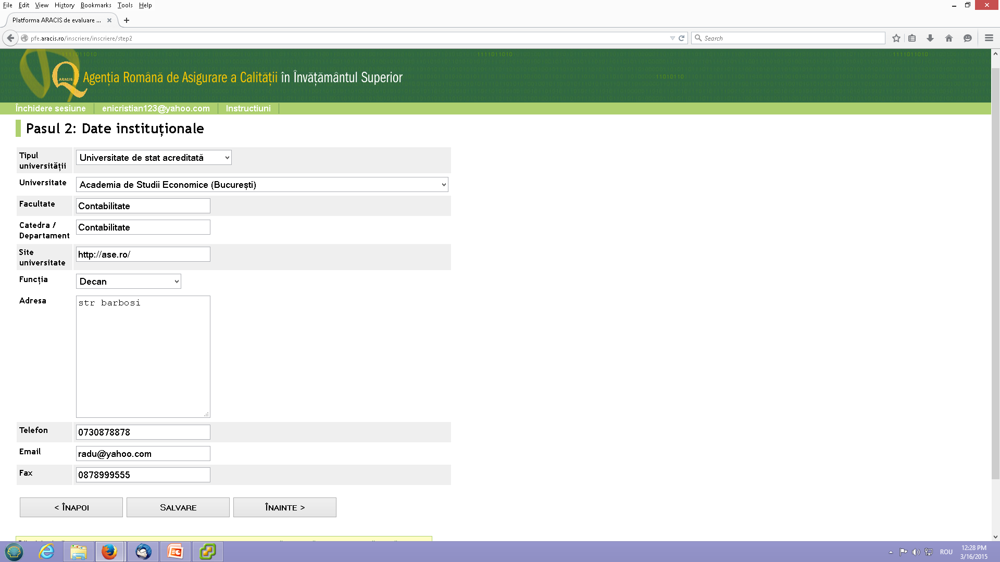 File Edit View History Bookmarks Tools Help
Platforma ARACIS de evaluare ...
pfe.aracis.ro/inscriere/inscriere/step2
Search
1111011010 1111011010 1111011010
11010110
ARACIS
Agenția Română de Asigurare a Calității în Învățământul Superior
Închidere sesiune enicristian123@yahoo.com Instructiuni
Pasul 2: Date instituționale
Tipul universității Universitate de stat acreditată
Universitate Academia de Studii Economice (București)
Facultate Contabilitate
Catedra / Departament Contabilitate
Site universitate http://ase.ro/
Funcția Decan
Adresa str barbosi
Telefon 0730878878
Email radu@yahoo.com
Fax 0878999555
< ÎNAPOI SALVARE ÎNAINTE >
ROU
12:28 PM
3/16/2015